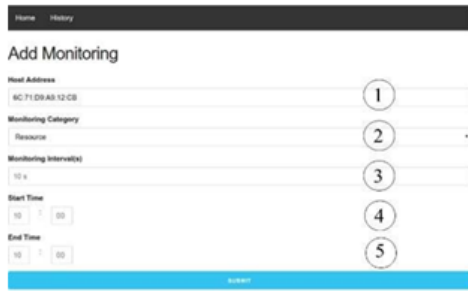 Home History
Add Monitoring
Host Address
6C:71:D9:A9:12:CB 1
Monitoring Category
Resource 2
Monitoring Interval(s)
10 s 3
Start Time
10 : 00 4
End Time
10 : 00 5
SUBMIT